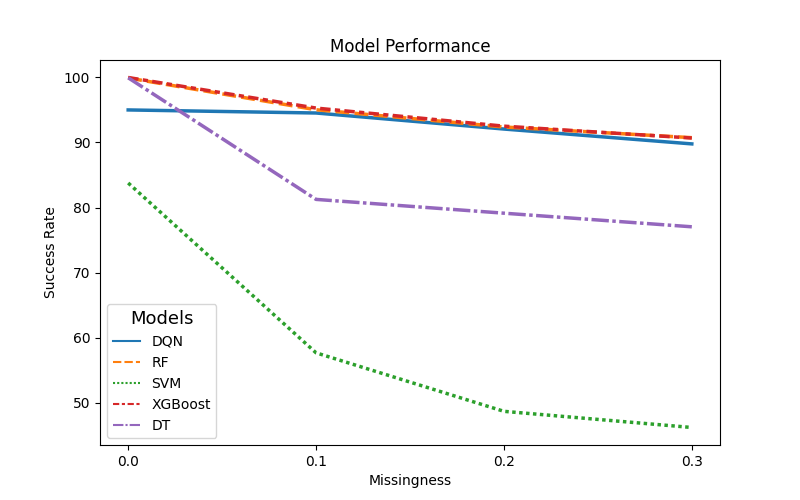 Model Performance
100
90
80
70
60
50
Success Rate
Models
DQN
RF
SVM
XGBoost
DT
0.0
0.1
0.2
0.3
Missingness